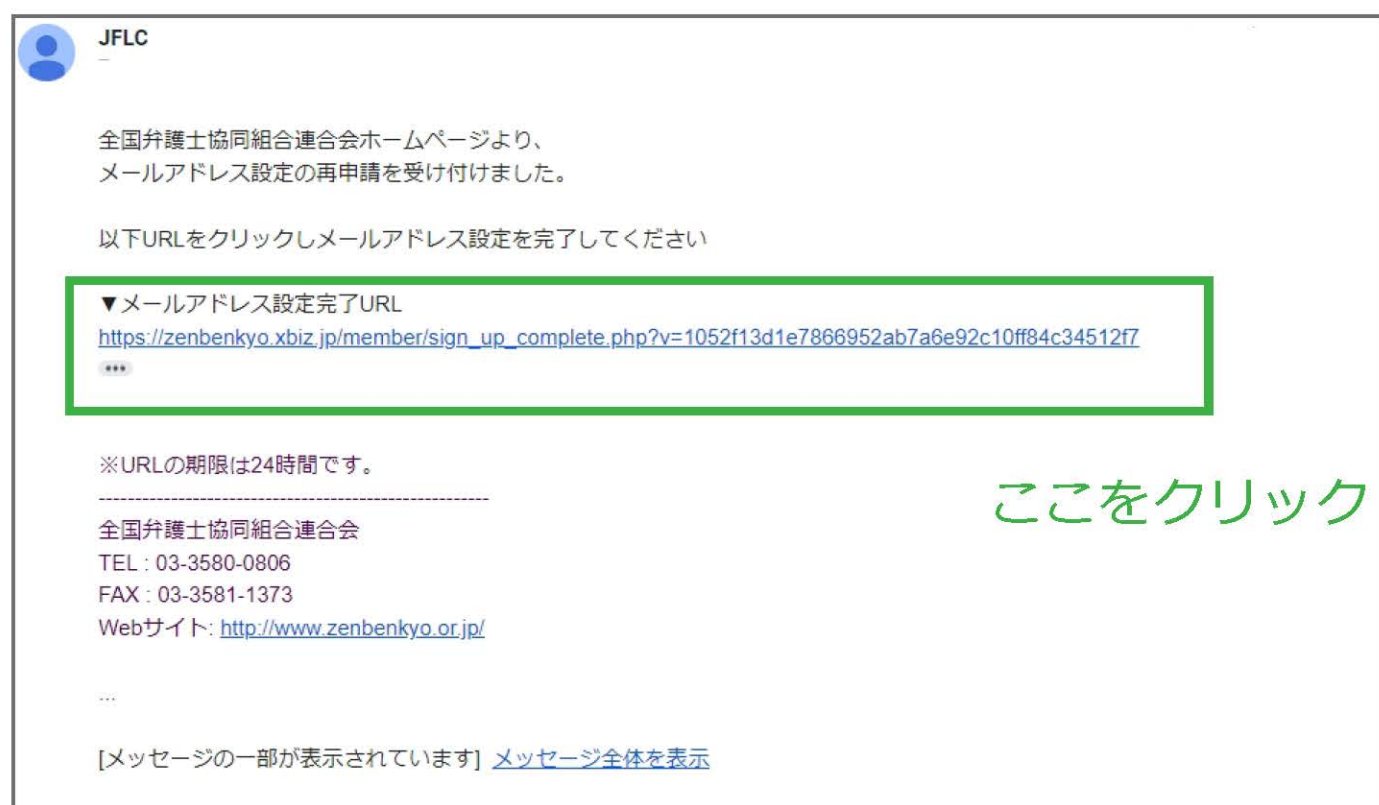 JFLC
全国弁護士協同組合連合会ホームページより、
メールアドレス設定の再申請を受け付けました。
以下URLをクリックしメールアドレス設定を完了してください
▼メールアドレス設定完了URL
https://zenbenkyo.xbiz.jp/member/sign_up_complete.php?v=1052f13d1e7866952ab7a6e92c10ff84c34512f7
•••
※URLの期限は24時間です。
------------------------------------------------------
ここをクリック
全国弁護士協同組合連合会
TEL : 03-3580-0806
FAX : 03-3581-1373
Webサイト: http://www.zenbenkyo.or.jp/
...
[メッセージの一部が表示されています] メッセージ全体を表示